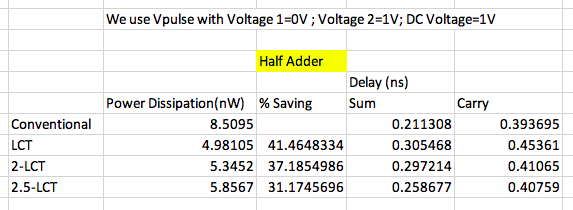 We use Vpulse with Voltage 1=0V ; Voltage 2=1V; DC Voltage=1V
Half Adder
Delay (ns)
Power Dissipation(nW) % Saving Sum Carry
Conventional 8.5095 0.211308 0.393695
LCT 4.98105 41.4648334 0.305468 0.45361
2-LCT 5.3452 37.1854986 0.297214 0.41065
2.5-LCT 5.8567 31.1745696 0.258677 0.40759